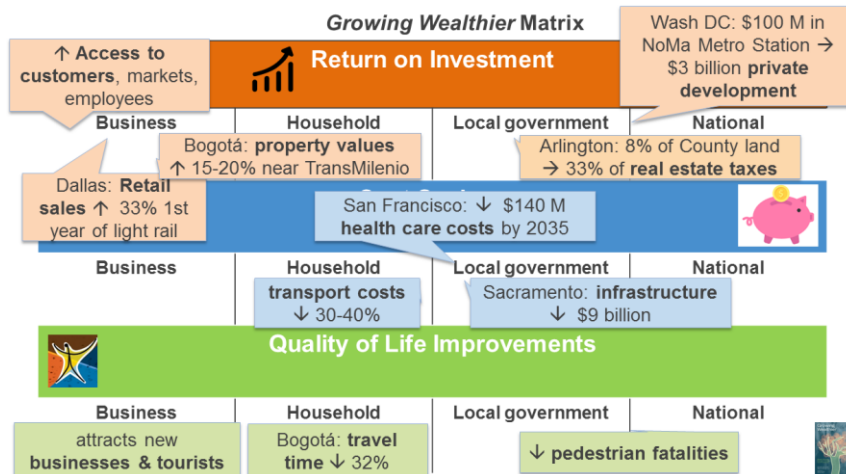 Growing Wealthier Matrix
↑ Access to
customers, markets,
employees
Return on Investment
Wash DC: $100 M in
NoMa Metro Station →
$3 billion private
development
Business
Household
Local government
National
Bogotá: property values
↑ 15-20% near TransMilenio
Arlington: 8% of County land
→ 33% of real estate taxes
Dallas: Retail
sales ↑ 33% 1st
year of light rail
San Francisco: ↓ $140 M
health care costs by 2035
Business
Household
Local government
National
transport costs
↓ 30-40%
Sacramento: infrastructure
↓ $9 billion
Quality of Life Improvements
Business
Household
Local government
National
attracts new
businesses & tourists
Bogotá: travel
time ↓ 32%
↓ pedestrian fatalities